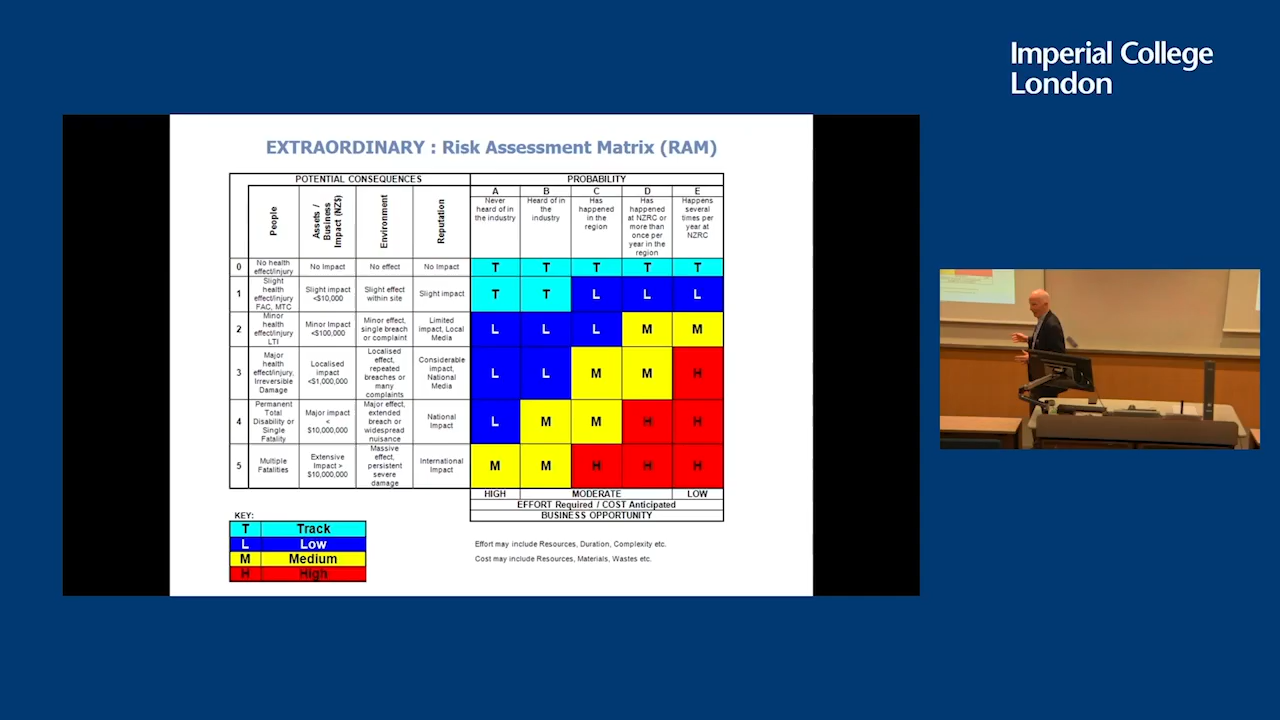 Imperial College
London
EXTRAORDINARY : Risk Assessment Matrix (RAM)
POTENTIAL CONSEQUENCES
PROBABILITY
People
Assets /
Business
Impact (NZ$)
Environment
Reputation
A
Never
heard of in
the industry
B
Heard of in
the
industry
C
Has
happened
in the
region
D
Has
happened
at NZRC or
more than
once per
year in the
region
E
Happens
several
times per
year at
NZRC
0
No health
effect/injury
No Impact
No effect
No Impact
T
T
T
T
T
1
Slight
health
effect/injury
FAC, MTC
Slight impact
<$10,000
Slight effect
within site
Slight impact
T
T
L
L
L
2
Minor
health
effect/injury
LTI
Minor Impact
<$100,000
Minor effect,
single breach
or complaint
Limited
impact, Local
Media
L
L
L
M
M
3
Major
health
effect/injury,
Irreversible
Damage
Localised
impact
<$1,000,000
Localised
effect,
repeated
breaches or
many
complaints
Considerable
impact,
National
Media
L
L
M
M
H
4
Permanent
Total
Disability or
Single
Fatality
Major impact
<
$10,000,000
Major effect,
extended
breach or
widespread
nuisance
National
Impact
L
M
M
H
H
5
Multiple
Fatalities
Extensive
Impact >
$10,000,000
Massive
effect,
persistent
severe
damage
International
Impact
M
M
H
H
H
HIGH
MODERATE
LOW
EFFORT Required / COST Anticipated
BUSINESS OPPORTUNITY
KEY:
T Track
L Low
M Medium
H High
Effort may include Resources, Duration, Complexity etc.
Cost may include Resources, Materials, Wastes etc.